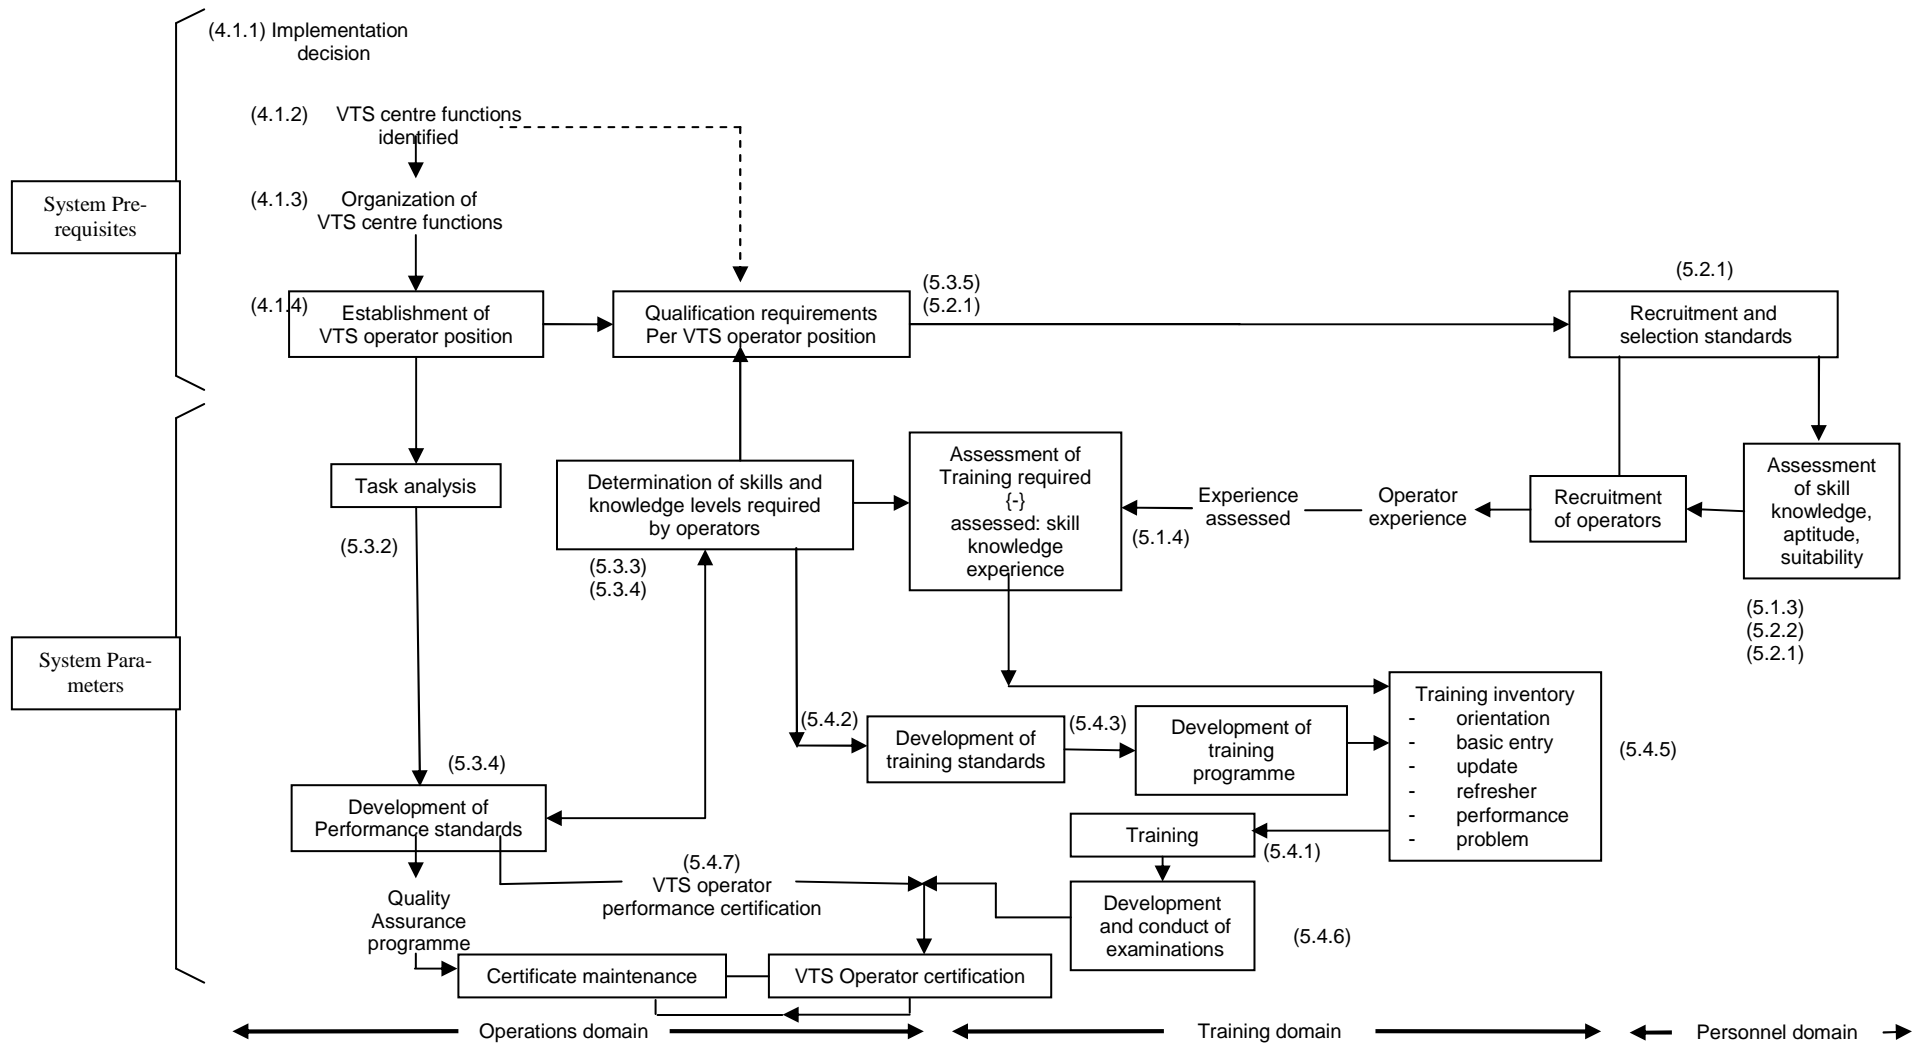 (4.1.1) Implementation
decision
(4.1.2) VTS centre functions
identified
(4.1.3) Organization of
VTS centre functions
System Pre-
requisites
(4.1.4)
Establishment of
VTS operator position
Qualification requirements
Per VTS operator position
(5.3.5)
(5.2.1)
(5.2.1)
Recruitment and
selection standards
Task analysis
(5.3.2)
Determination of skills and
knowledge levels required
by operators
(5.3.3)
(5.3.4)
Assessment of
Training required
{-}
assessed: skill
knowledge
experience
(5.1.4)
Experience
assessed
Operator
experience
Recruitment
of operators
Assessment
of skill
knowledge,
aptitude,
suitability
(5.1.3)
(5.2.2)
(5.2.1)
System Para-
meters
(5.4.2)
Development of
training standards
(5.4.3)
Development of
training
programme
Training inventory
- orientation
- basic entry
- update
- refresher
- performance
- problem
(5.4.5)
(5.3.4)
Development of
Performance standards
Training
(5.4.1)
(5.4.7)
VTS operator
performance certification
Quality
Assurance
programme
Development
and conduct of
examinations
(5.4.6)
Certificate maintenance
VTS Operator certification
Operations domain
Training domain
Personnel domain